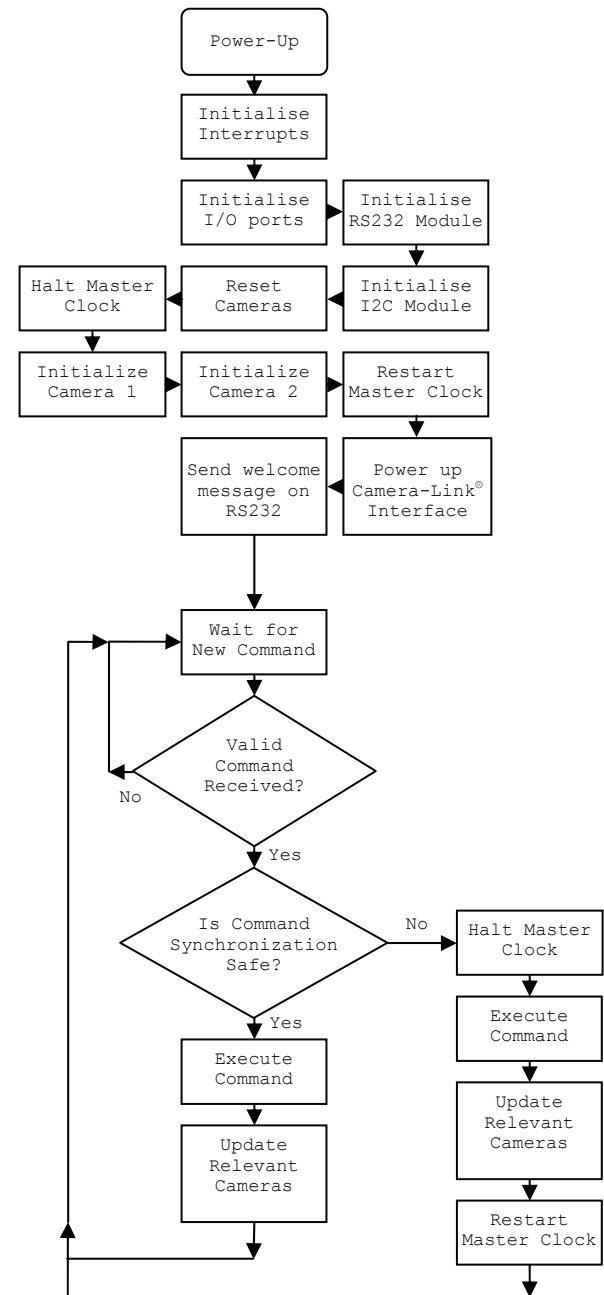 Power-Up
Initialise
Interrupts
Initialise
I/O ports
Initialise
RS232 Module
Halt Master
Clock
Reset
Cameras
Initialise
I2C Module
Initialize
Camera 1
Initialize
Camera 2
Restart
Master Clock
Send welcome
message on
RS232
Power up
Camera-Link®
Interface
Wait for
New Command
Valid
Command
Received?
No
Yes
Is Command
Synchronization
Safe?
No
Halt Master
Clock
Yes
Execute
Command
Execute
Command
Update
Relevant
Cameras
Update
Relevant
Cameras
Restart
Master Clock